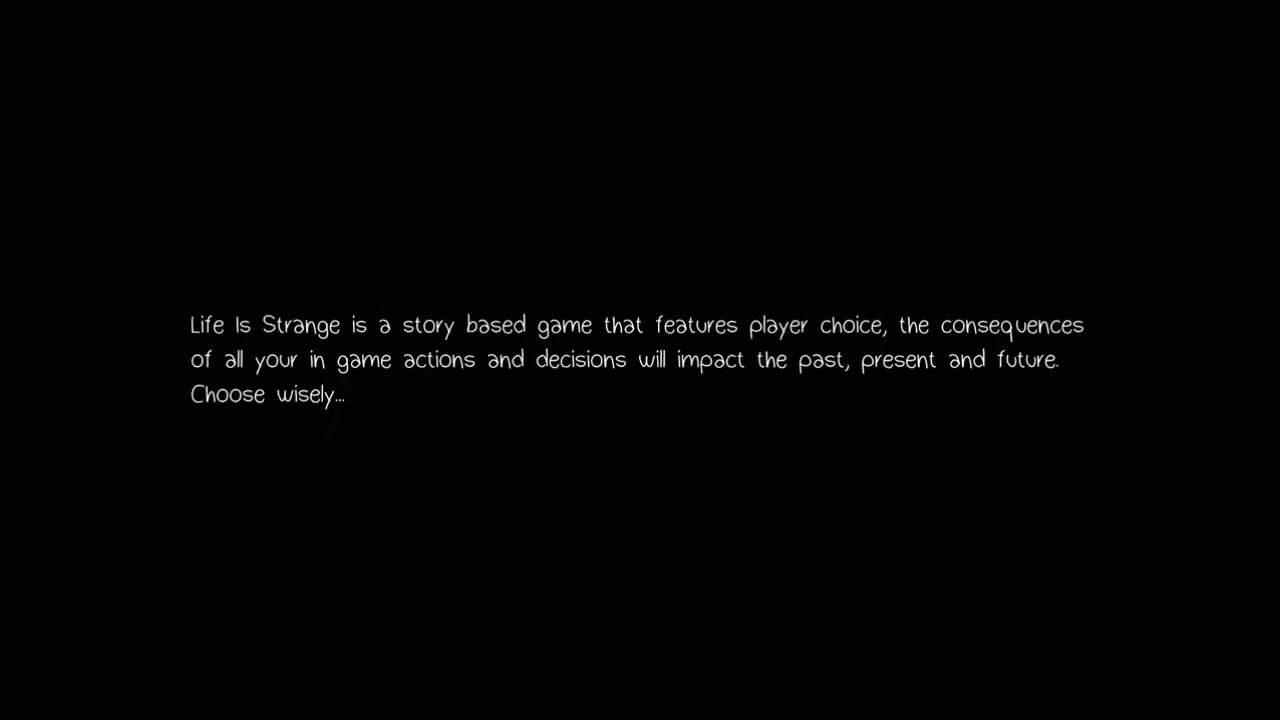 Life Is Strange is a story based game that features player choice, the consequences
of all your in game actions and decisions will impact the past, present and future.
Choose wisely...